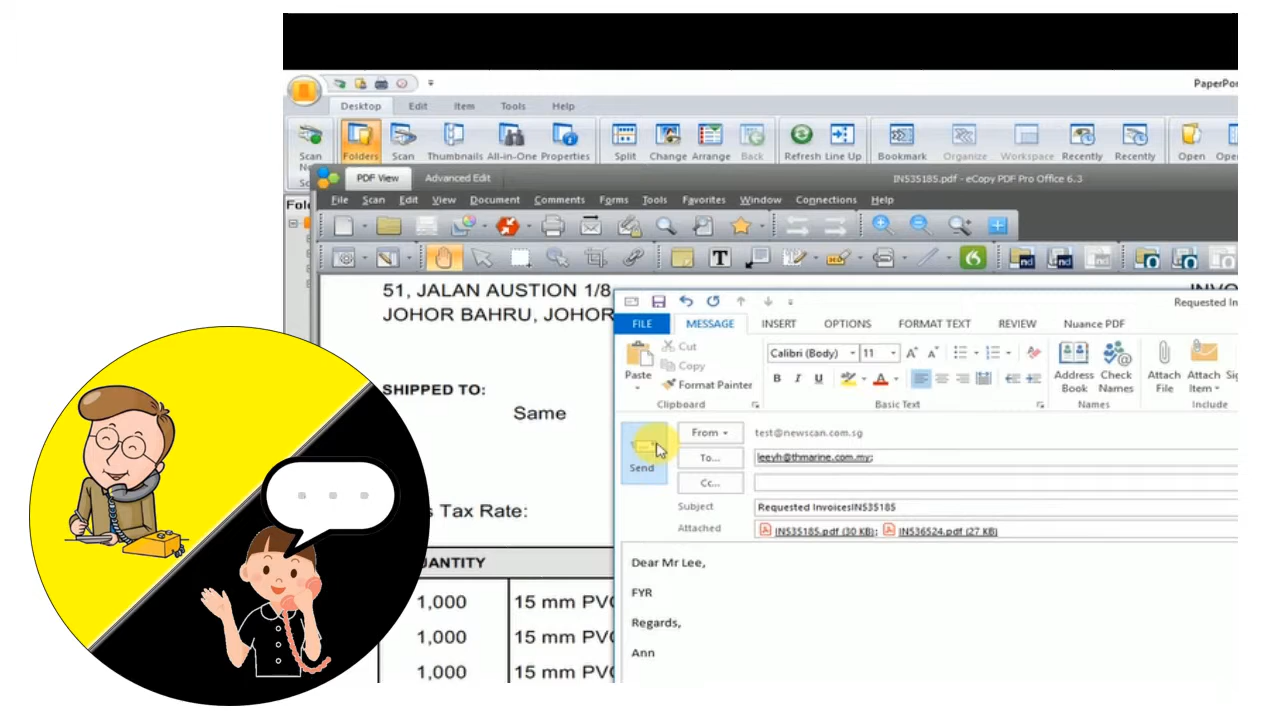 PaperPor
Desktop Edit Item Tools Help
Scan Folders Scan Thumbnails All-in-One Properties Split Change Arrange Back Refresh Line Up Bookmark Organize Workspace Recently Recently Open Ope
PDF View Advanced Edit IN535185.pdf - eCopy PDF Pro Office 6.3
File Scan Edit View Document Comments Forms Tools Favorites Window Connections Help
51, JALAN AUSTION 1/8
JOHOR BAHRU, JOHOR
SHIPPED TO:
Same
s Tax Rate:
UANTITY
1,000 15 mm PVC
1,000 15 mm PVC
1,000 15 mm PVC
Requested In
FILE MESSAGE INSERT OPTIONS FORMAT TEXT REVIEW Nuance PDF
Paste
Cut
Copy
Format Painter
Clipboard
Calibri (Body) 11
B I U
Basic Text
Address Book
Check Names
Names
Attach File
Attach Item
Sig
Include
Send
From test@newscan.com.sg
To... leeyh@thmarine.com.my;
Cc...
Subject Requested InvoicesIN535185
Attached IN535185.pdf (30 KB); IN536524.pdf (27 KB)
Dear Mr Lee,
FYR
Regards,
Ann